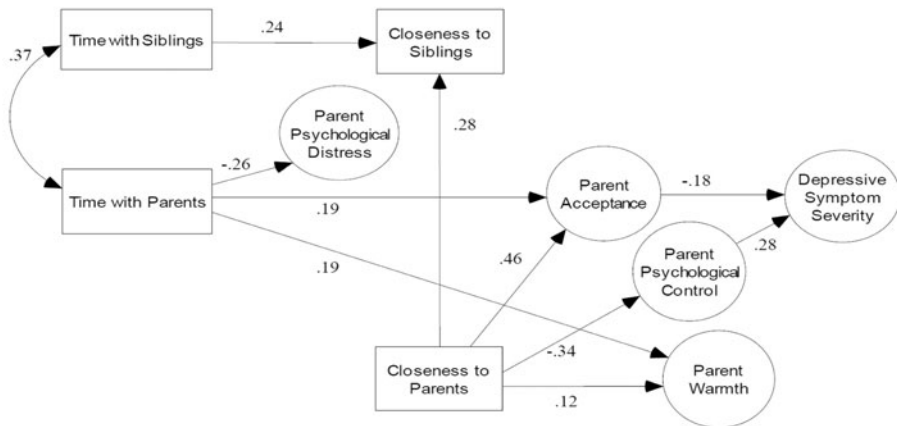 .24
Time with Siblings
Closeness to
Siblings
.37
Parent
Psychological
Distress
.28
-.26
Time with Parents
.19
Parent
Acceptance
-.18
Depressive
Symptom
Severity
.19
.46
Parent
Psychological
Control
.28
-.34
Closeness to
Parents
.12
Parent
Warmth